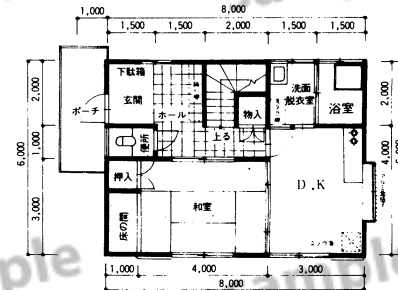 8,000
1,000
1,500
1,500
2,000
1,500
1,500
下駄箱
玄関
ポーチ
ホール
物入
洗面
脱衣室
浴室
2,000
1,000
3,000
6,000
2,000
4,000
便所
上る
押入
和室
床の間
D.K
1,000
4,000
3,000
8,000